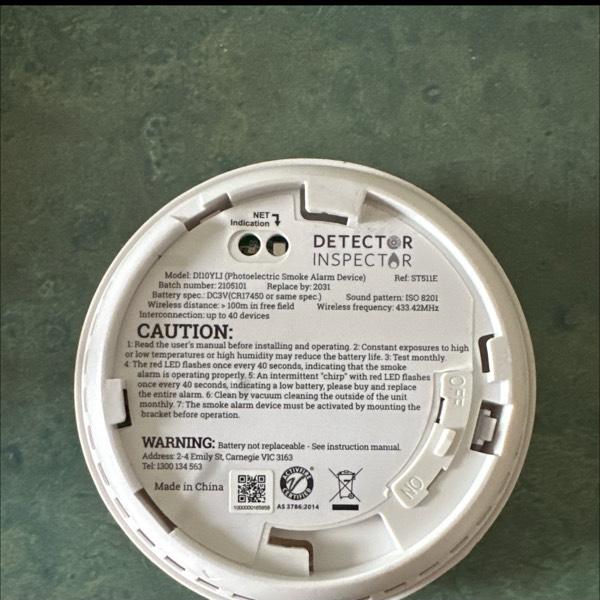 NET
Indication
DETECTOR
INSPECTOR
Model: DI10YLI (Photoelectric Smoke Alarm Device) Ref: ST511E
Batch number: 2105101 Replace by: 2031
Battery spec.: DC3V(CR17450 or same spec.) Sound pattern: ISO 8201
Wireless distance: > 100m in free field Wireless frequency: 433.42MHz
Interconnection: up to 40 devices
CAUTION:
1: Read the user's manual before installing and operating. 2: Constant exposures to high
or low temperatures or high humidity may reduce the battery life. 3: Test monthly.
4: The red LED flashes once every 40 seconds, indicating that the smoke
alarm is operating properly. 5: An intermittent "chirp" with red LED flashes
once every 40 seconds, indicating a low battery, please buy and replace
the entire alarm. 6: Clean by vacuum cleaning the outside of the unit
monthly. 7: The smoke alarm device must be activated by mounting the
bracket before operation.
OFF
ON
WARNING: Battery not replaceable - See instruction manual.
Address: 2-4 Emily St, Carnegie VIC 3163
Tel: 1300 134 563
Made in China
ACTIVFIRE
CERTIFIED
AS 3786:2014